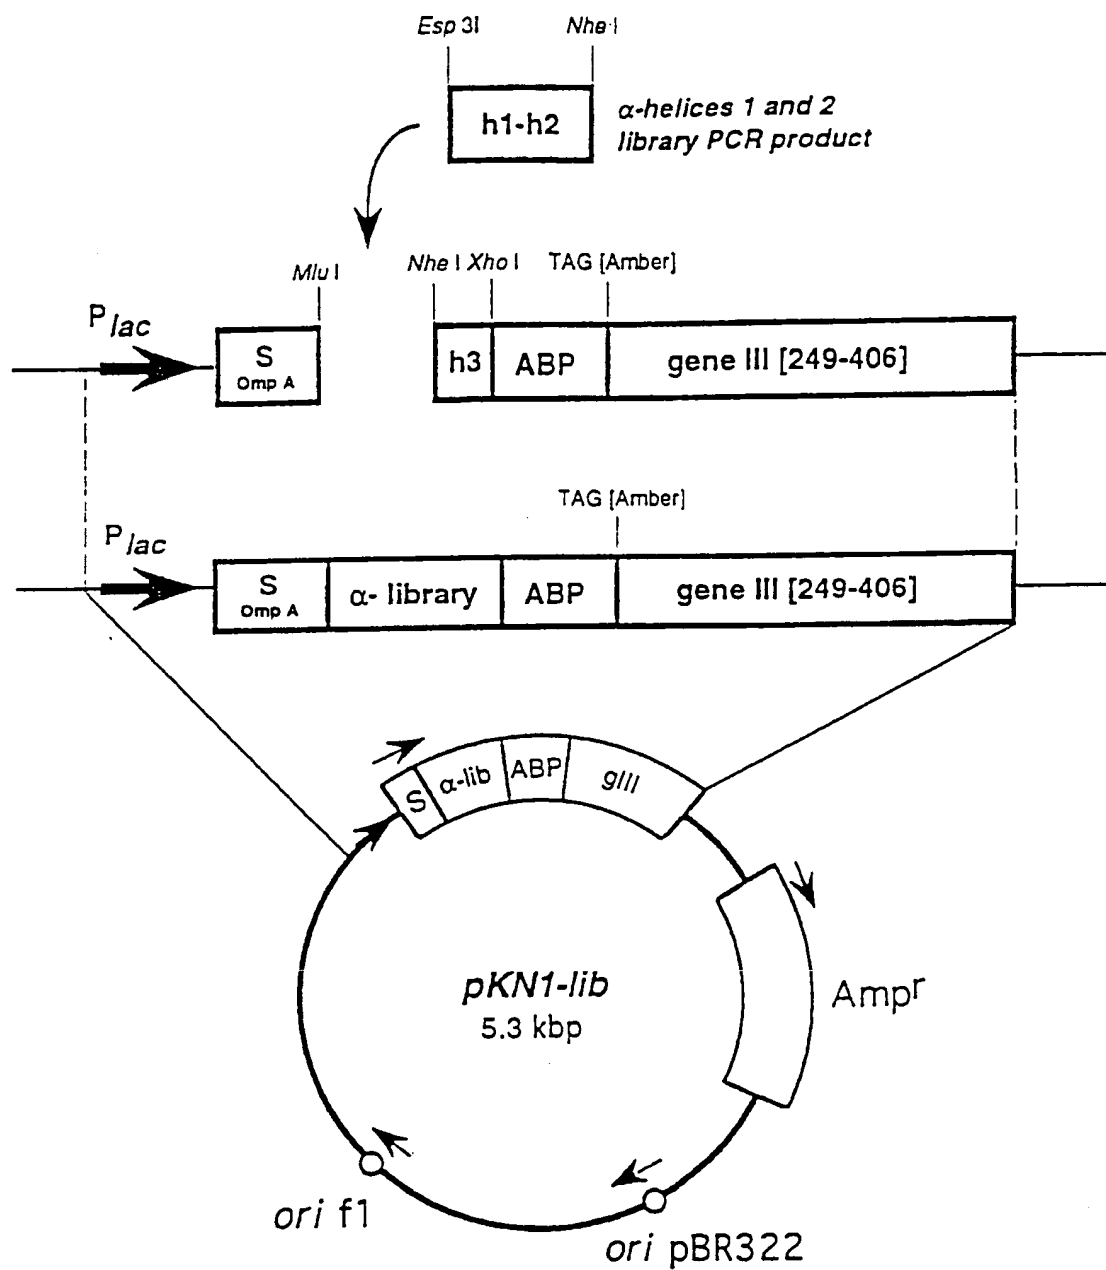 Esp 3I
Nhe I
h1-h2
α-helices 1 and 2
library PCR product
Mlu I
Nhe I
Xho I
TAG [Amber]
Plac
S
Omp A
h3
ABP
gene III [249-406]
TAG [Amber]
Plac
S
Omp A
α- library
ABP
gene III [249-406]
S
α-lib
ABP
gIII
pKN1-lib
5.3 kbp
Ampr
ori f1
ori pBR322